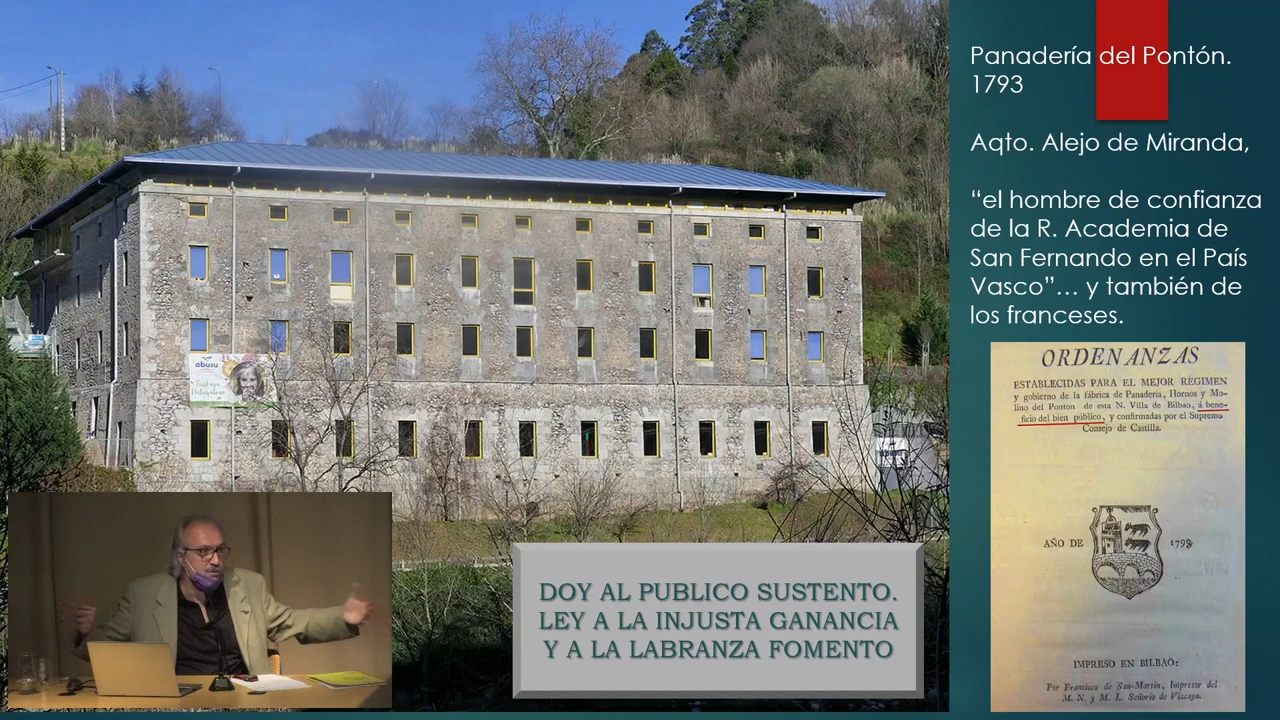 Panadería del Pontón.
1793
Aqto. Alejo de Miranda,
“el hombre de confianza
de la R. Academia de
San Fernando en el País
Vasco”... y también de
los franceses.
abusu
DOY AL PUBLICO SUSTENTO.
LEY A LA INJUSTA GANANCIA
Y A LA LABRANZA FOMENTO
ORDENANZAS
ESTABLECIDAS PARA EL MEJOR REGIMEN
y gobierno de la fábrica de Panaderia, Hornos y Mo-
lino del Ponton de esta N. Villa de Bilbao, á bene-
ficio del bien público, y confirmadas por el Supremo
Consejo de Castilla.
AÑO DE
IMPRESO EN BILBAO:
Por Francisco de San-Martin, Impresor del
M. N. y M. L. Señorío de Vizcaya.